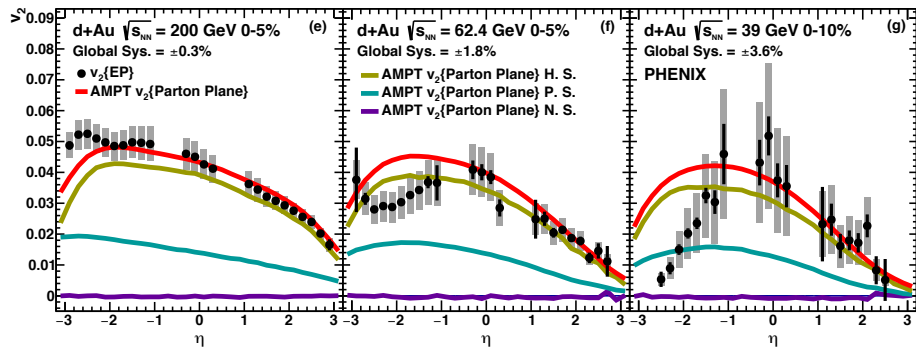 v₂
0.09
0.08
0.07
0.06
0.05
0.04
0.03
0.02
0.01
0
d+Au √s_NN = 200 GeV 0-5% (e)
Global Sys. = ±0.3%
v₂{EP}
AMPT v₂{Parton Plane}
−3 −2 −1 0 1 2 3
η
d+Au √s_NN = 62.4 GeV 0-5% (f)
Global Sys. = ±1.8%
AMPT v₂{Parton Plane} H. S.
AMPT v₂{Parton Plane} P. S.
AMPT v₂{Parton Plane} N. S.
−3 −2 −1 0 1 2 3
η
d+Au √s_NN = 39 GeV 0-10% (g)
Global Sys. = ±3.6%
PHENIX
−3 −2 −1 0 1 2 3
η